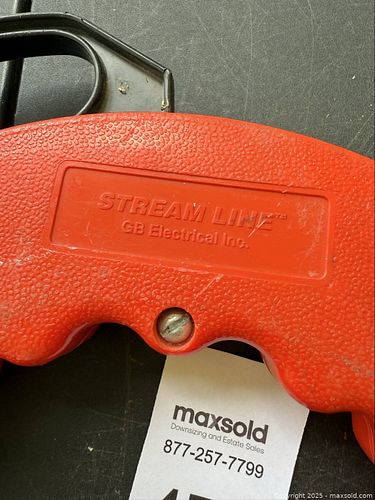 STREAM LINE™
GB Electrical Inc.
maxsold
Downsizing and Estate Sales
877-257-7799
Copyright 2025 - maxsold.com